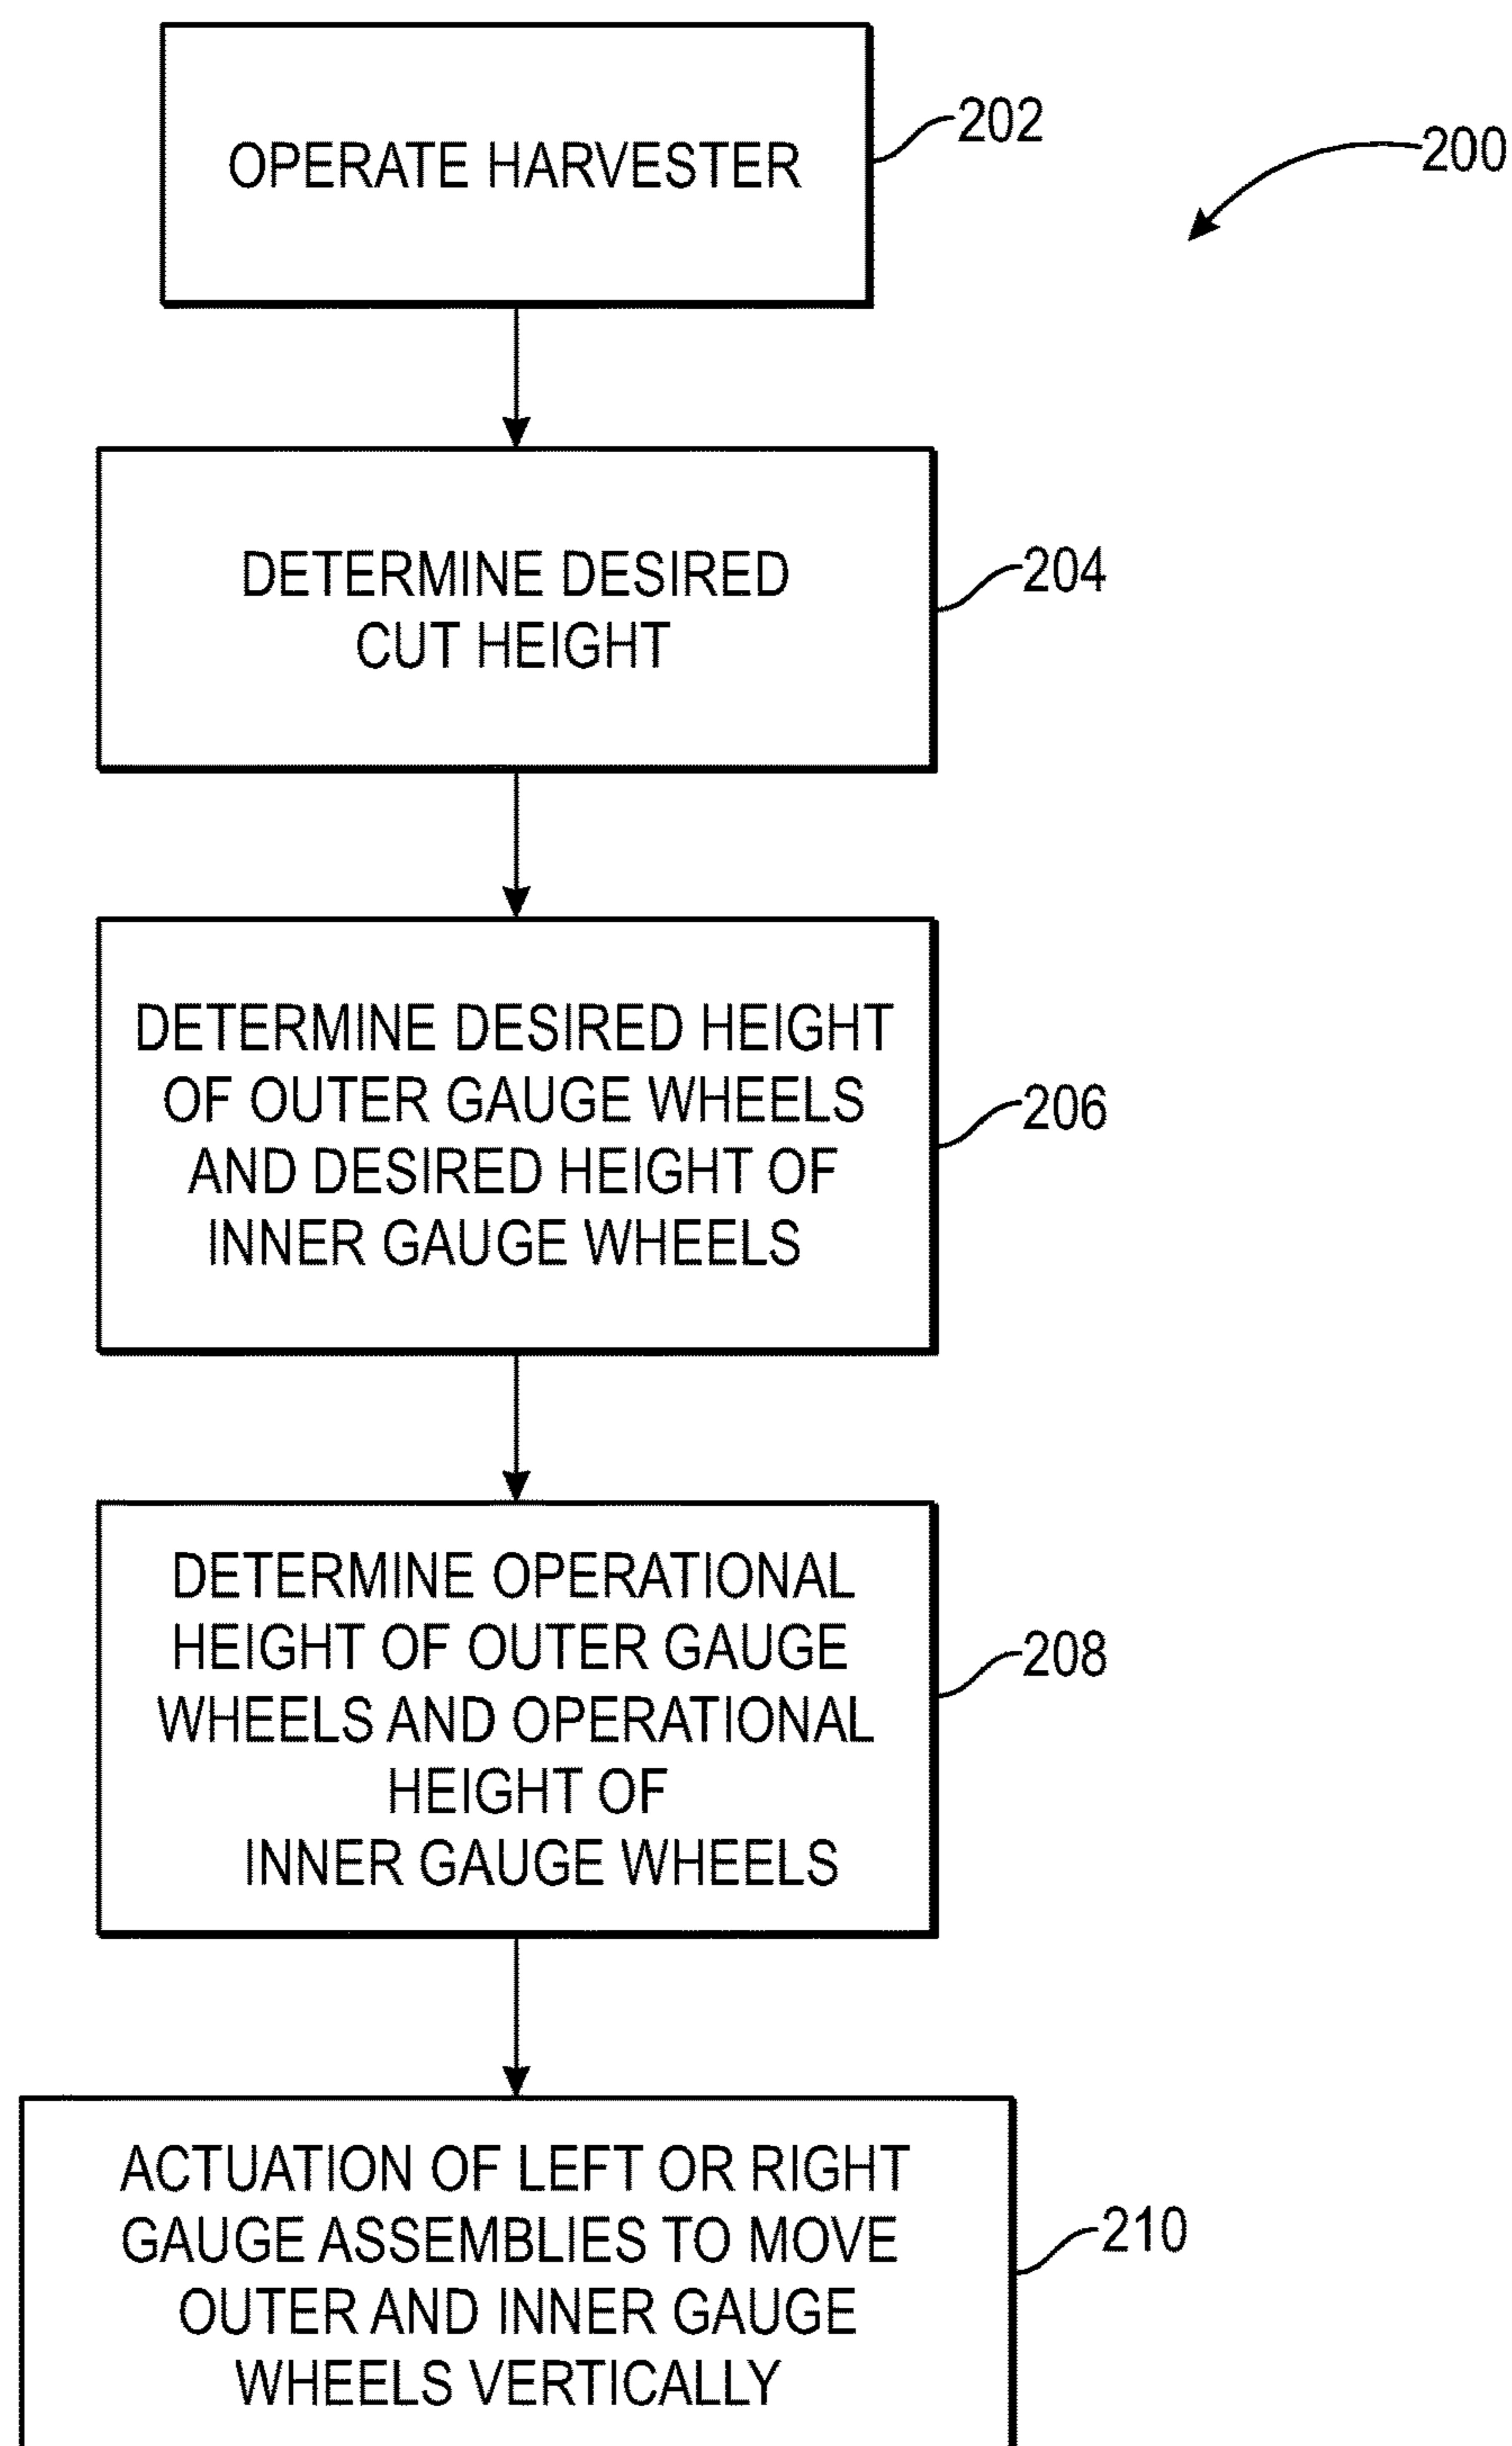 OPERATE HARVESTER
202
200
DETERMINE DESIRED
CUT HEIGHT
204
DETERMINE DESIRED HEIGHT
OF OUTER GAUGE WHEELS
AND DESIRED HEIGHT OF
INNER GAUGE WHEELS
206
DETERMINE OPERATIONAL
HEIGHT OF OUTER GAUGE
WHEELS AND OPERATIONAL
HEIGHT OF
INNER GAUGE WHEELS
208
ACTUATION OF LEFT OR RIGHT
GAUGE ASSEMBLIES TO MOVE
OUTER AND INNER GAUGE
WHEELS VERTICALLY
210